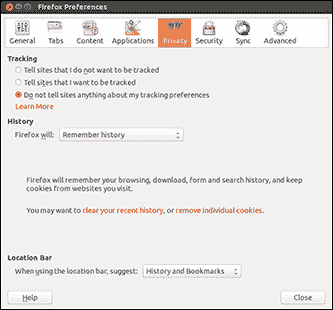 Firefox Preferences
General Tabs Content Applications Privacy Security Sync Advanced
Tracking
Tell sites that I do not want to be tracked
Tell sites that I want to be tracked
Do not tell sites anything about my tracking preferences
Learn More
History
Firefox will: Remember history
Firefox will remember your browsing, download, form and search history, and keep
cookies from websites you visit.
You may want to clear your recent history, or remove individual cookies.
Location Bar
When using the location bar, suggest: History and Bookmarks
Help Close